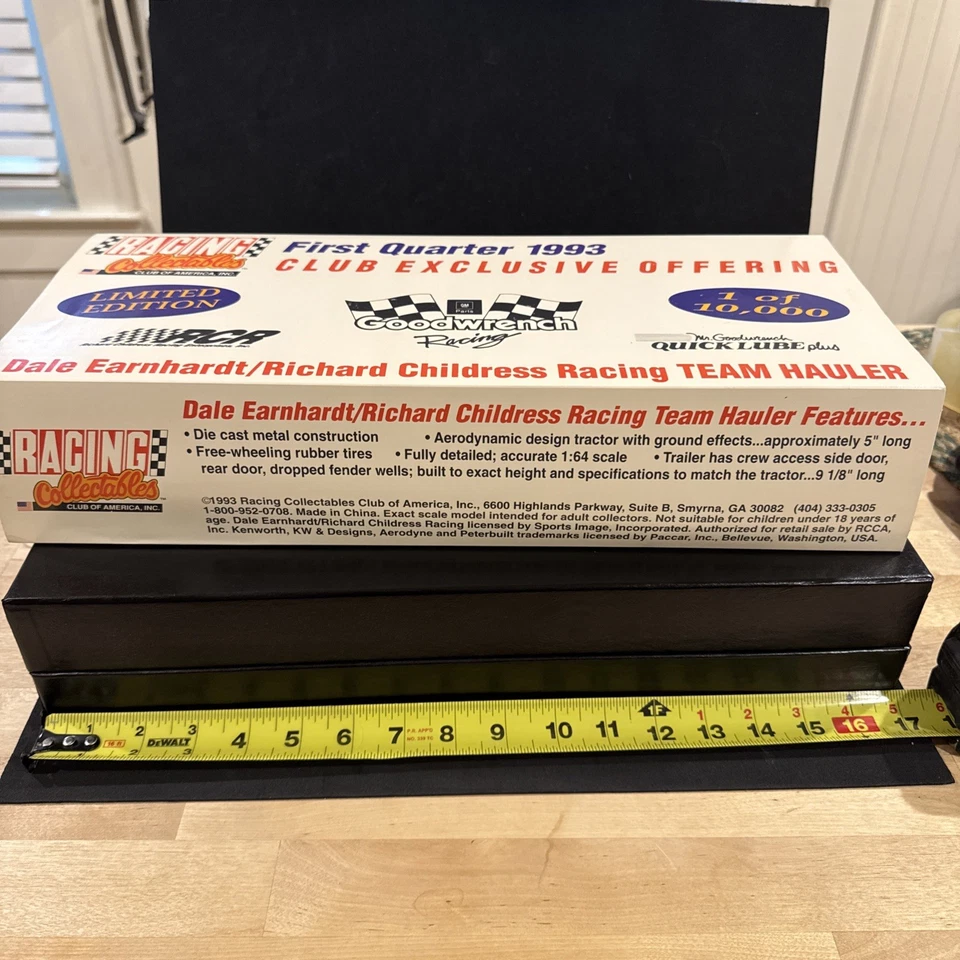 RACING
Collectables
CLUB OF AMERICA, INC.
First Quarter 1993
CLUB EXCLUSIVE OFFERING
LIMITED
EDITION
1 of
10,000
RCR
GM
Parts
Goodwrench
Racing
Mr. Goodwrench
QUICK LUBE plus
Dale Earnhardt/Richard Childress Racing TEAM HAULER
RACING
Collectables
CLUB OF AMERICA, INC.
Dale Earnhardt/Richard Childress Racing Team Hauler Features...
• Die cast metal construction • Aerodynamic design tractor with ground effects...approximately 5" long
• Free-wheeling rubber tires • Fully detailed; accurate 1:64 scale • Trailer has crew access side door,
rear door, dropped fender wells; built to exact height and specifications to match the tractor...9 1/8" long
©1993 Racing Collectables Club of America, Inc., 6600 Highlands Parkway, Suite B, Smyrna, GA 30082 (404) 333-0305
1-800-952-0708. Made in China. Exact scale model intended for adult collectors. Not suitable for children under 18 years of
age. Dale Earnhardt/Richard Childress Racing licensed by Sports Image, Incorporated. Authorized for retail sale by RCCA,
Inc. Kenworth, KW & Designs, Aerodyne and Peterbuilt trademarks licensed by Paccar, Inc., Bellevue, Washington, USA.
1 2 3 1F 1 2 3 4 5 6
DEWALT 4 5 6 7 8 9 10 11 12 13 14 15 16 17
2 3